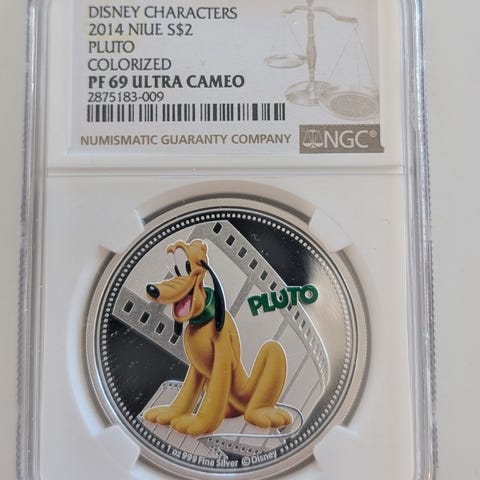 DISNEY CHARACTERS
2014 NIUE S$2
PLUTO
COLORIZED
PF 69 ULTRA CAMEO
2875183-009
NUMISMATIC GUARANTY COMPANY
NGC®
PLUTO
1 oz 999 Fine Silver ©Disney